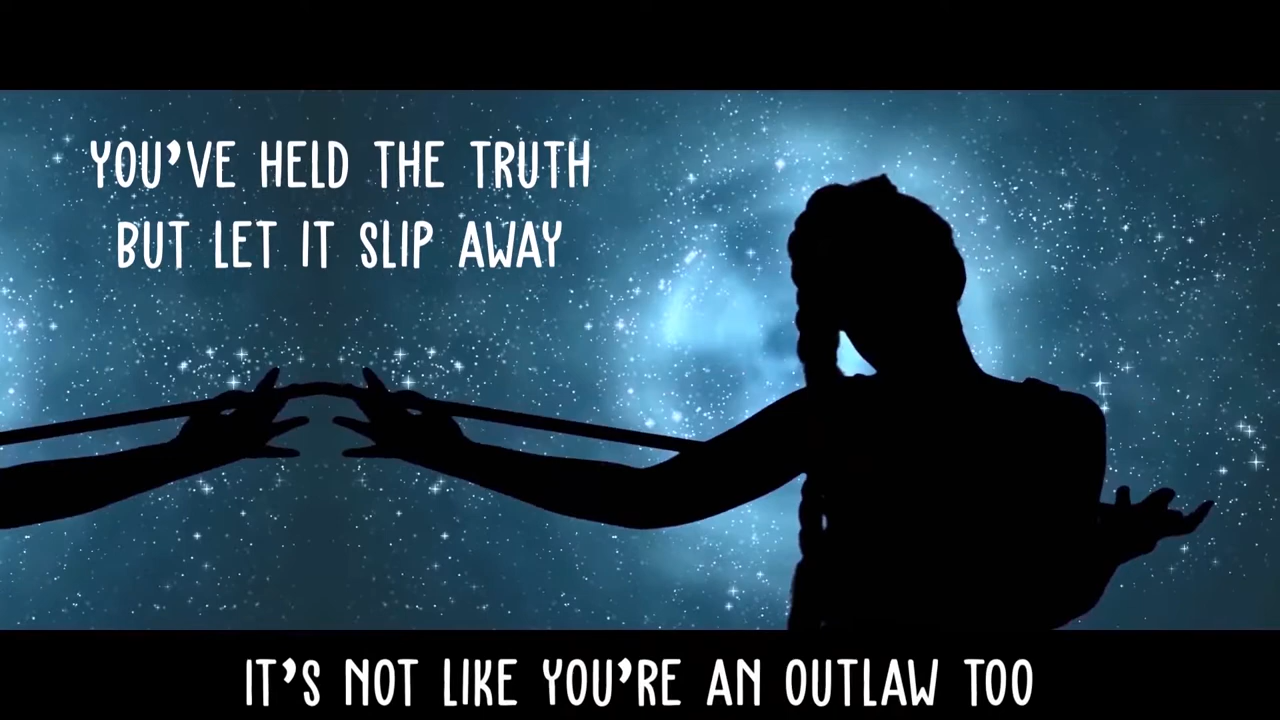 YOU'VE HELD THE TRUTH
BUT LET IT SLIP AWAY
IT'S NOT LIKE YOU'RE AN OUTLAW TOO